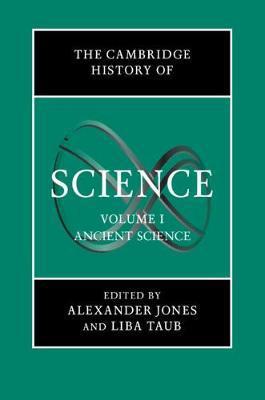 THE CAMBRIDGE
HISTORY OF
SCIENCE
VOLUME I
ANCIENT SCIENCE
EDITED BY
ALEXANDER JONES
AND LIBA TAUB